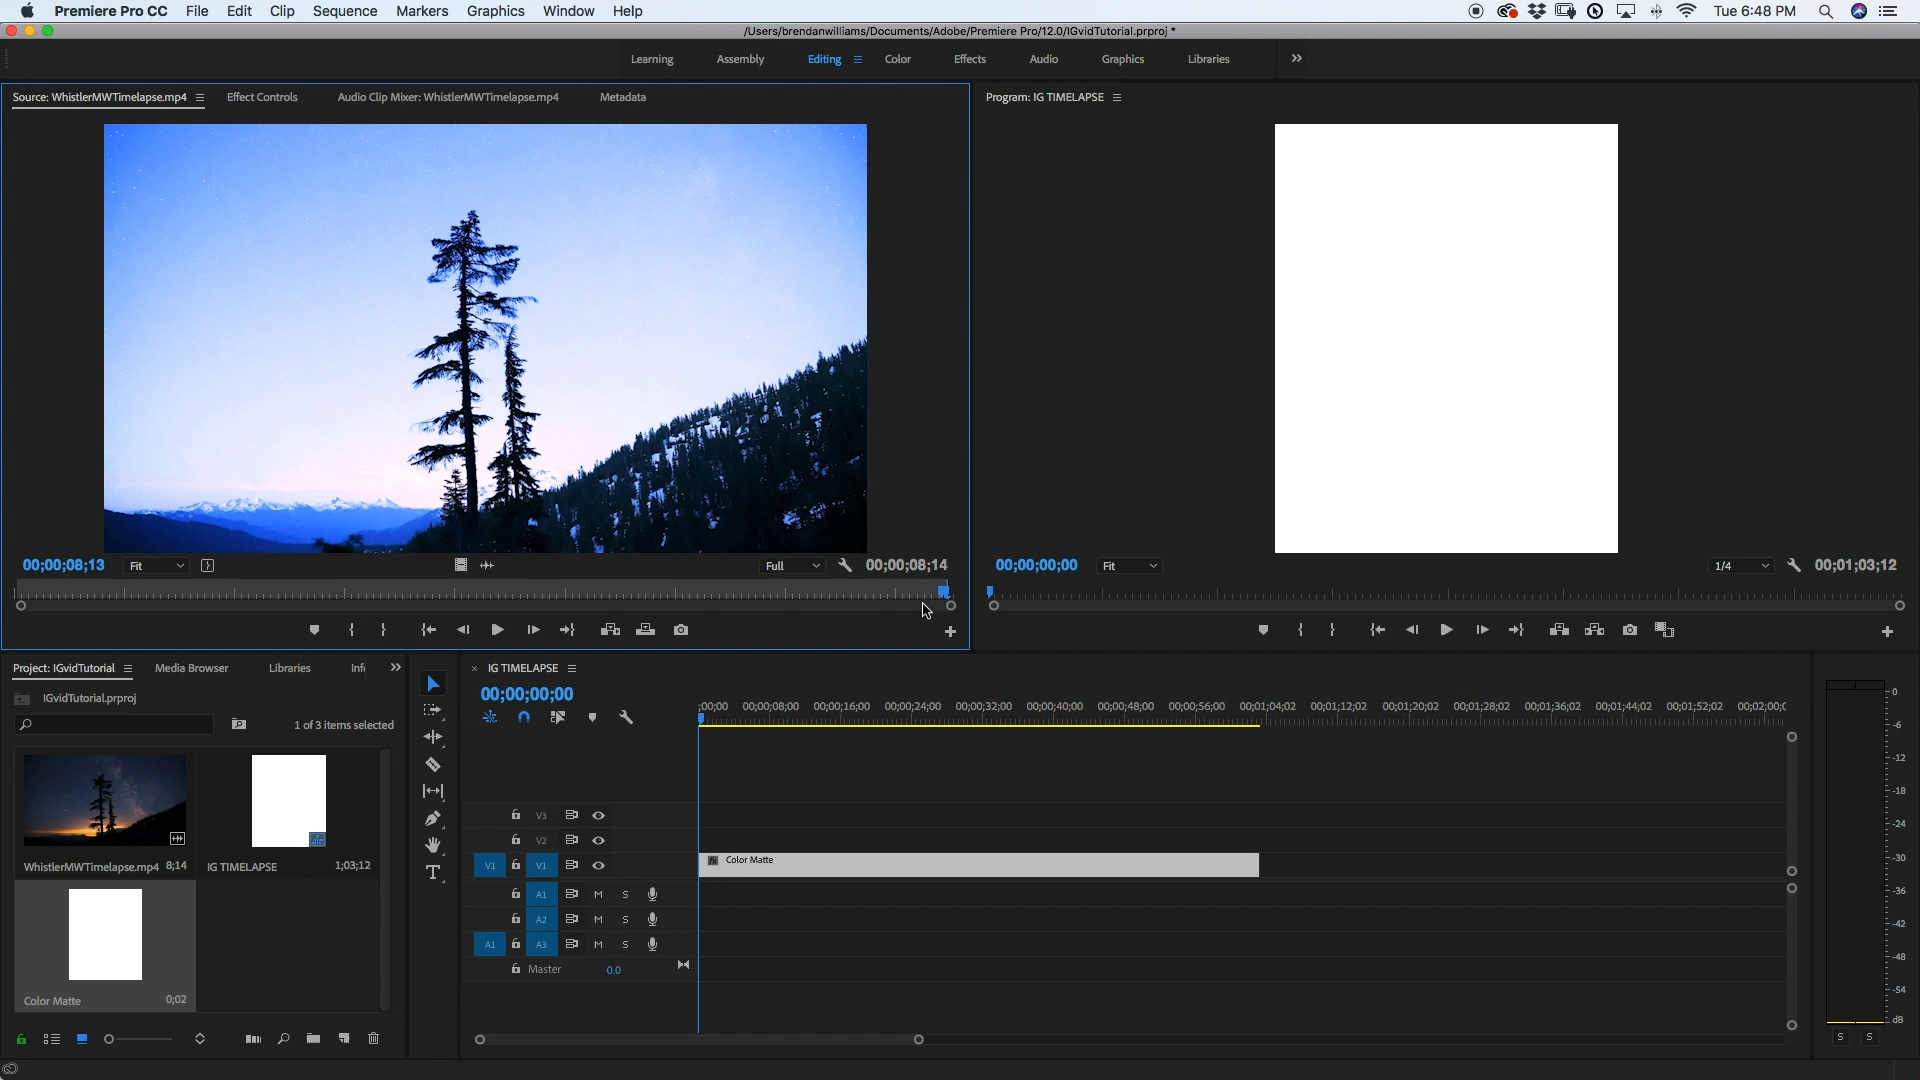 Premiere Pro CC File Edit Clip Sequence Markers Graphics Window Help Tue 6:48 PM
/Users/brendanwilliams/Documents/Adobe/Premiere Pro/12.0/IGvidTutorial.prproj *
Learning Assembly Editing Color Effects Audio Graphics Libraries
Source: WhistlerMWTimelapse.mp4 Effect Controls Audio Clip Mixer: WhistlerMWTimelapse.mp4 Metadata
Program: IG TIMELAPSE
00;00;08;13 Fit Full 00;00;08;14
00;00;00;00 Fit 1/4 00;01;03;12
Project: IGvidTutorial Media Browser Libraries Inf
IGvidTutorial.prproj
1 of 3 items selected
WhistlerMWTimelapse.mp4 8;14
IG TIMELAPSE 1;03;12
Color Matte 0;02
T
IG TIMELAPSE
00;00;00;00
;00;00 00;00;08;00 00;00;16;00 00;00;24;00 00;00;32;00 00;00;40;00 00;00;48;00 00;00;56;00 00;01;04;02 00;01;12;02 00;01;20;02 00;01;28;02 00;01;36;02 00;01;44;02 00;01;52;02 00;02;00;0
V3
V2
V1 V1 fx Color Matte
A1 M S
A2 M S
A1 A3 M S
Master 0.0
0
-6
-12
-18
-24
-30
-36
-42
-48
-54
dB
S S